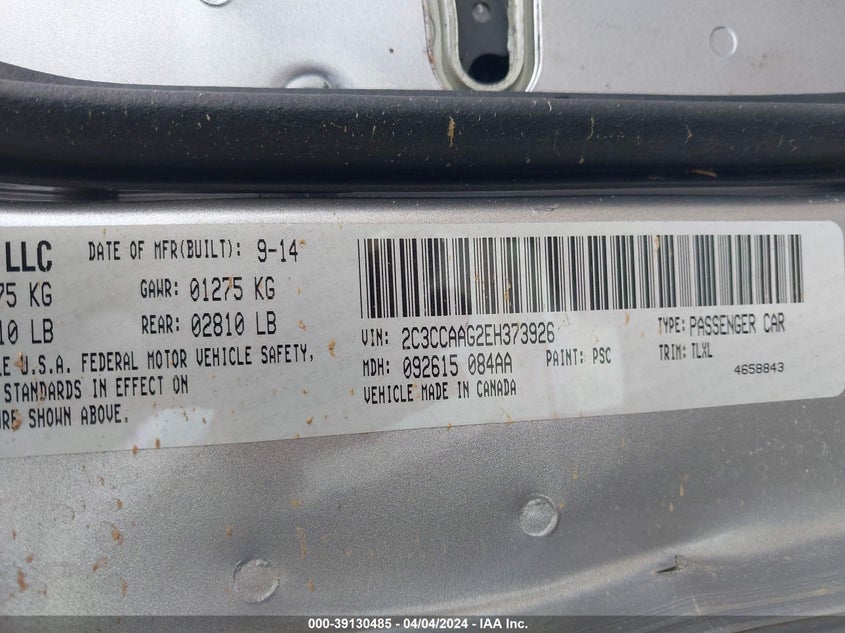 LLC DATE OF MFR(BUILT): 9-14
75 KG GAWR: 01275 KG
10 LB REAR: 02810 LB
E U.S.A. FEDERAL MOTOR VEHICLE SAFETY,
STANDARDS IN EFFECT ON
URE SHOWN ABOVE.
VIN: 2C3CCAAG2EH373926 TYPE: PASSENGER CAR
MDH: 092615 084AA PAINT: PSC TRIM: TLXL
VEHICLE MADE IN CANADA 4658843
000-39130485 - 04/04/2024 - IAA Inc.